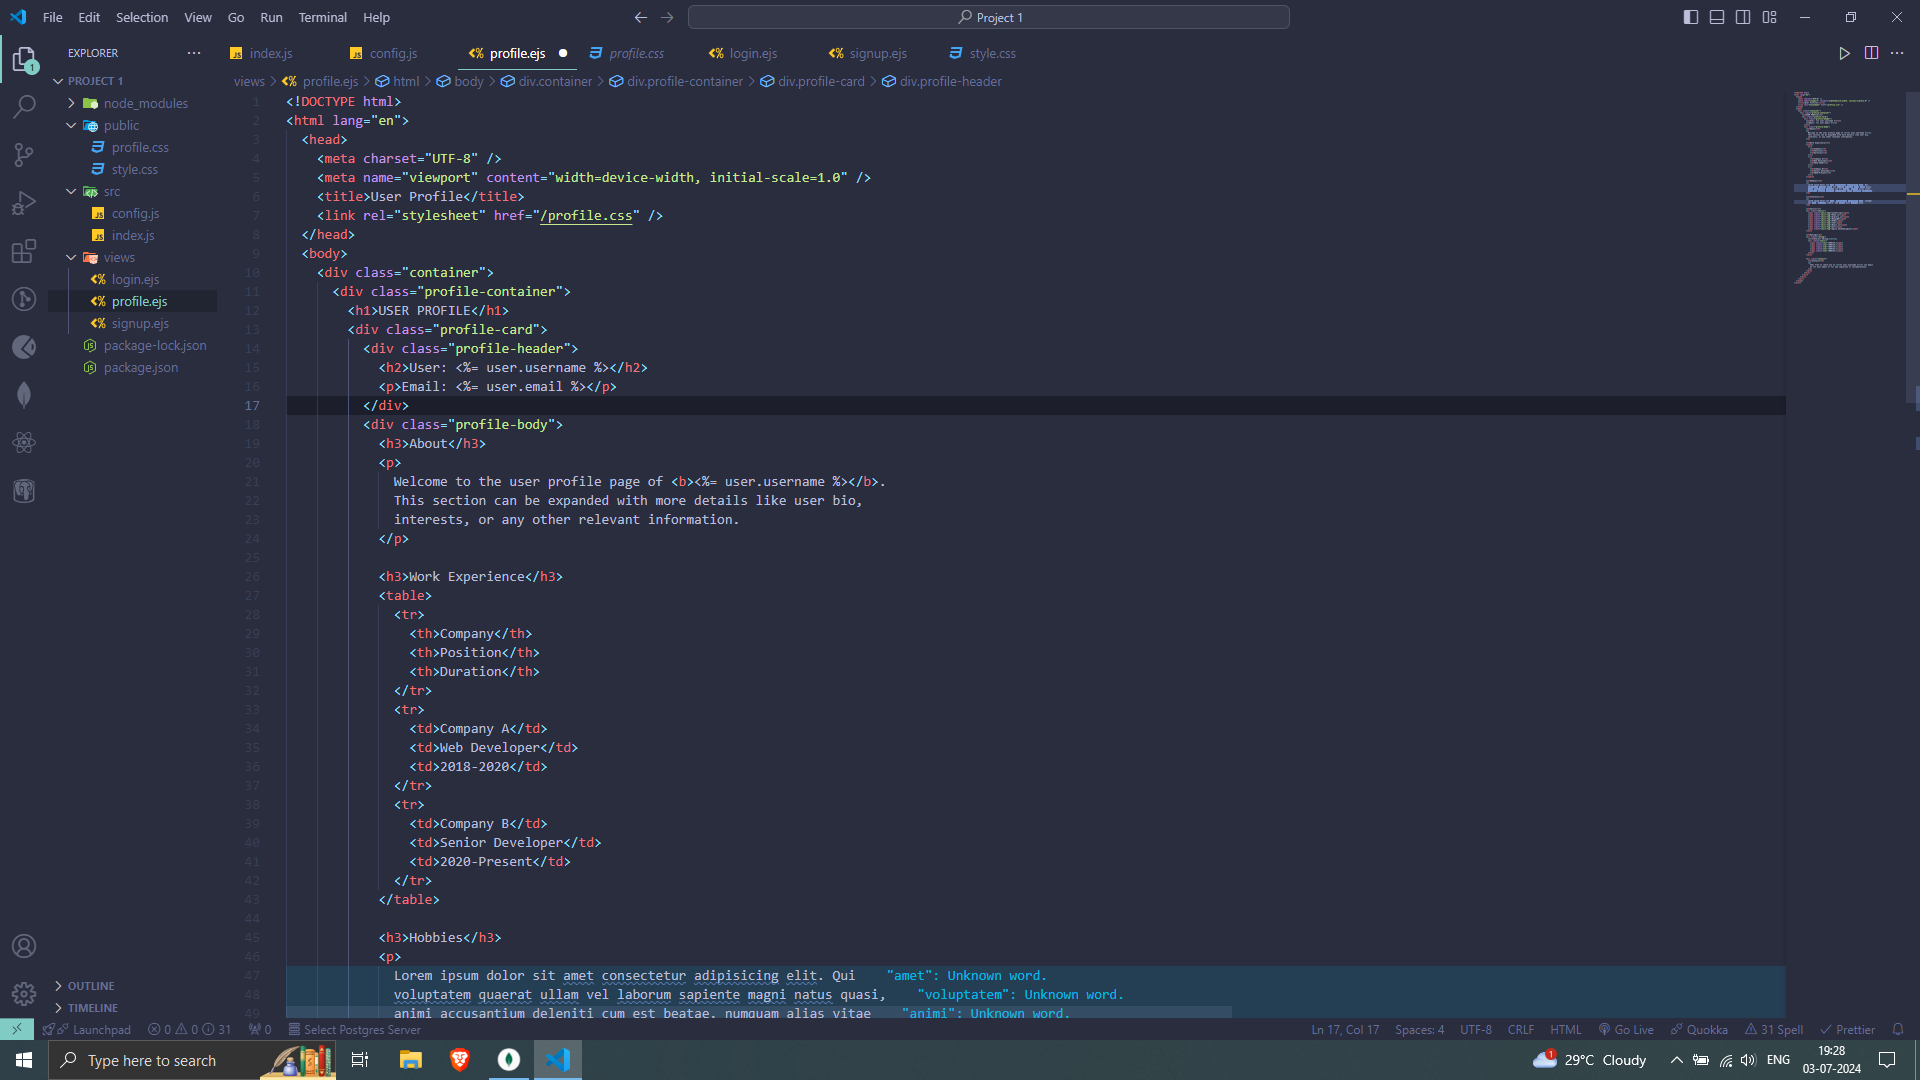 File Edit Selection View Go Run Terminal Help
Project 1
EXPLORER
index.js config.js profile.ejs profile.css login.ejs signup.ejs style.css
views > profile.ejs > html > body > div.container > div.profile-container > div.profile-card > div.profile-header
PROJECT 1
node_modules
public
profile.css
style.css
src
config.js
index.js
views
login.ejs
profile.ejs
signup.ejs
package-lock.json
package.json
OUTLINE
TIMELINE
1 <!DOCTYPE html>
2 <html lang="en">
3 <head>
4 <meta charset="UTF-8" />
5 <meta name="viewport" content="width=device-width, initial-scale=1.0" />
6 <title>User Profile</title>
7 <link rel="stylesheet" href="/profile.css" />
8 </head>
9 <body>
10 <div class="container">
11 <div class="profile-container">
12 <h1>USER PROFILE</h1>
13 <div class="profile-card">
14 <div class="profile-header">
15 <h2>User: <%= user.username %></h2>
16 <p>Email: <%= user.email %></p>
17 </div>
18 <div class="profile-body">
19 <h3>About</h3>
20 <p>
21 Welcome to the user profile page of <b><%= user.username %></b>.
22 This section can be expanded with more details like user bio,
23 interests, or any other relevant information.
24 </p>
25
26 <h3>Work Experience</h3>
27 <table>
28 <tr>
29 <th>Company</th>
30 <th>Position</th>
31 <th>Duration</th>
32 </tr>
33 <tr>
34 <td>Company A</td>
35 <td>Web Developer</td>
36 <td>2018-2020</td>
37 </tr>
38 <tr>
39 <td>Company B</td>
40 <td>Senior Developer</td>
41 <td>2020-Present</td>
42 </tr>
43 </table>
44
45 <h3>Hobbies</h3>
46 <p>
47 Lorem ipsum dolor sit amet consectetur adipisicing elit. Qui "amet": Unknown word.
48 voluptatem quaerat ullam vel laborum sapiente magni natus quasi, "voluptatem": Unknown word.
49 animi accusantium deleniti cum est beatae, numquam alias vitae "animi": Unknown word.
Launchpad 0 0 31 0 Select Postgres Server Ln 17, Col 17 Spaces: 4 UTF-8 CRLF HTML Go Live Quokka 31 Spell Prettier
Type here to search
1 29°C Cloudy ENG 19:28
03-07-2024